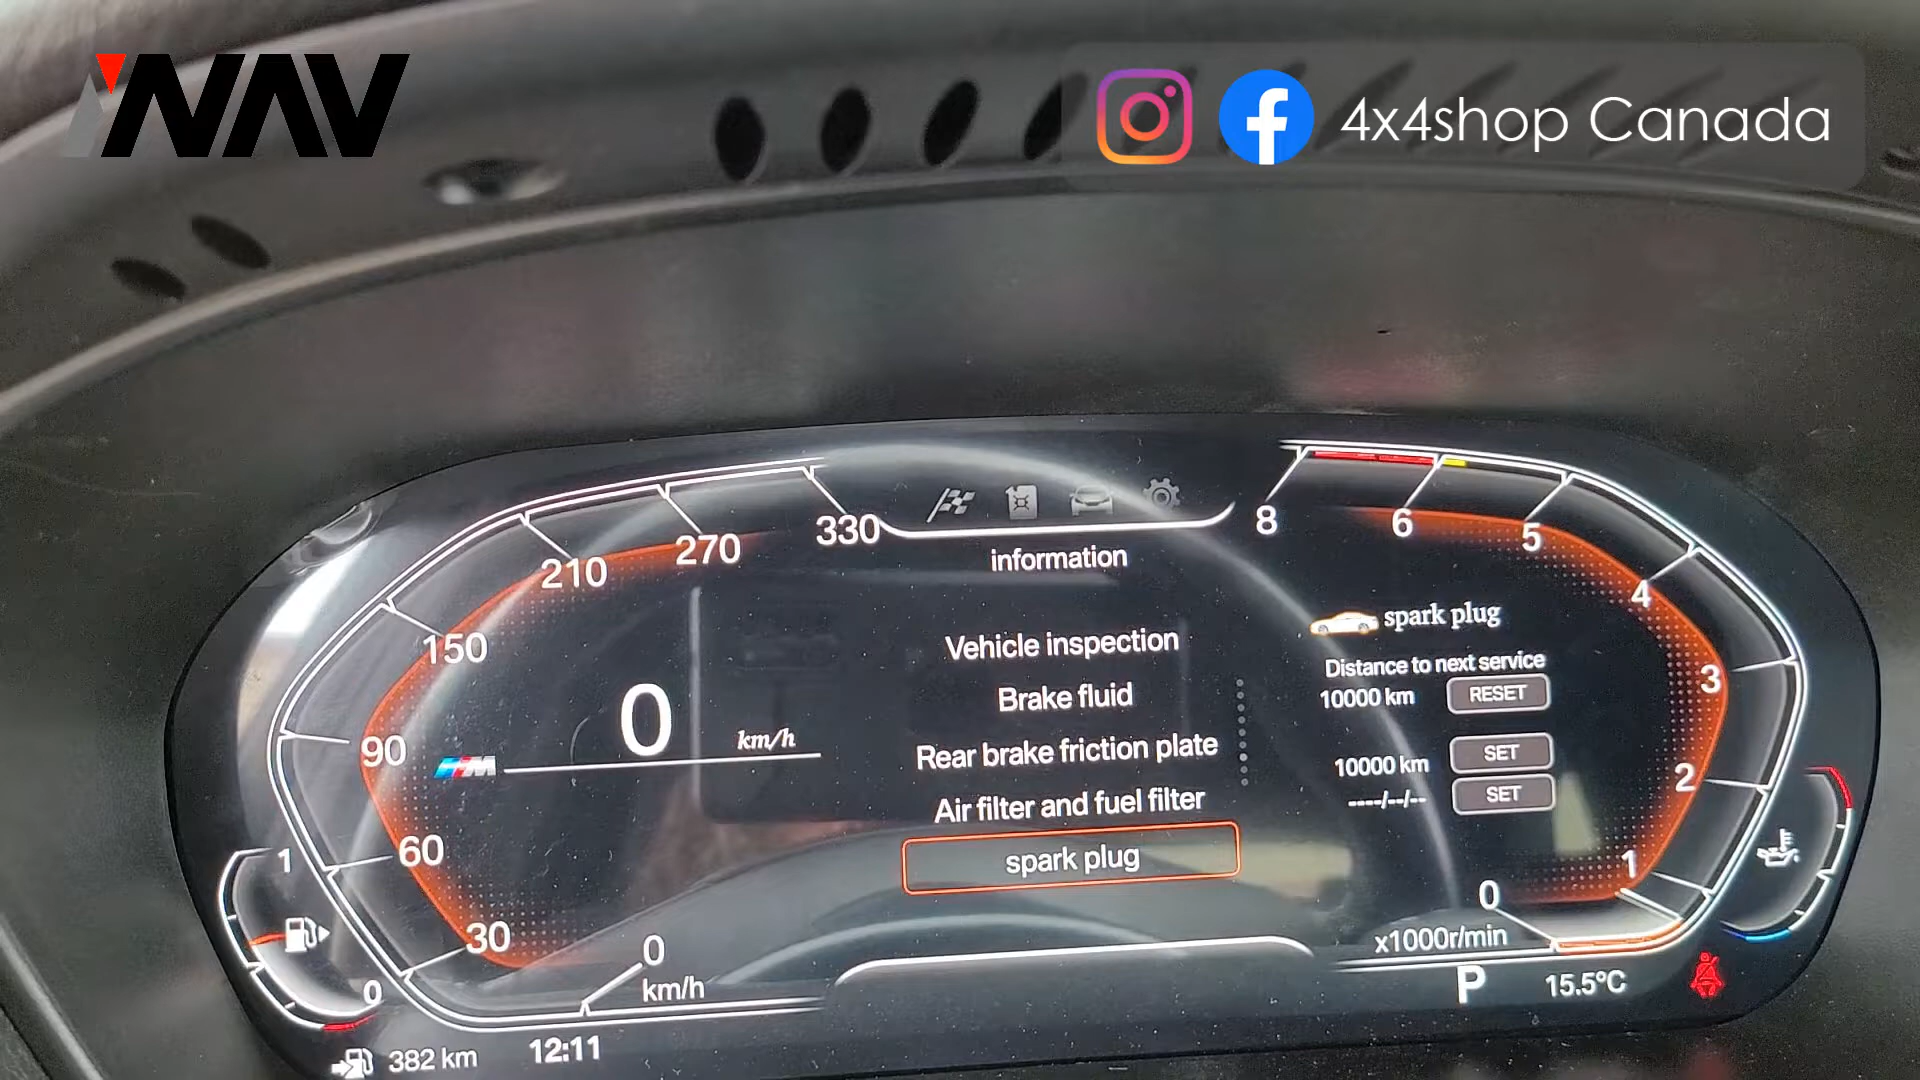 NAV
4x4shop Canada
330
270
210
150
90
60
30
0
km/h
0
km/h
information
Vehicle inspection
Brake fluid
Rear brake friction plate
Air filter and fuel filter
spark plug
spark plug
Distance to next service
10000 km RESET
10000 km SET
----/--/-- SET
8
6
5
4
3
2
1
0
x1000r/min
P 15.5°C
1
0
382 km 12:11
M